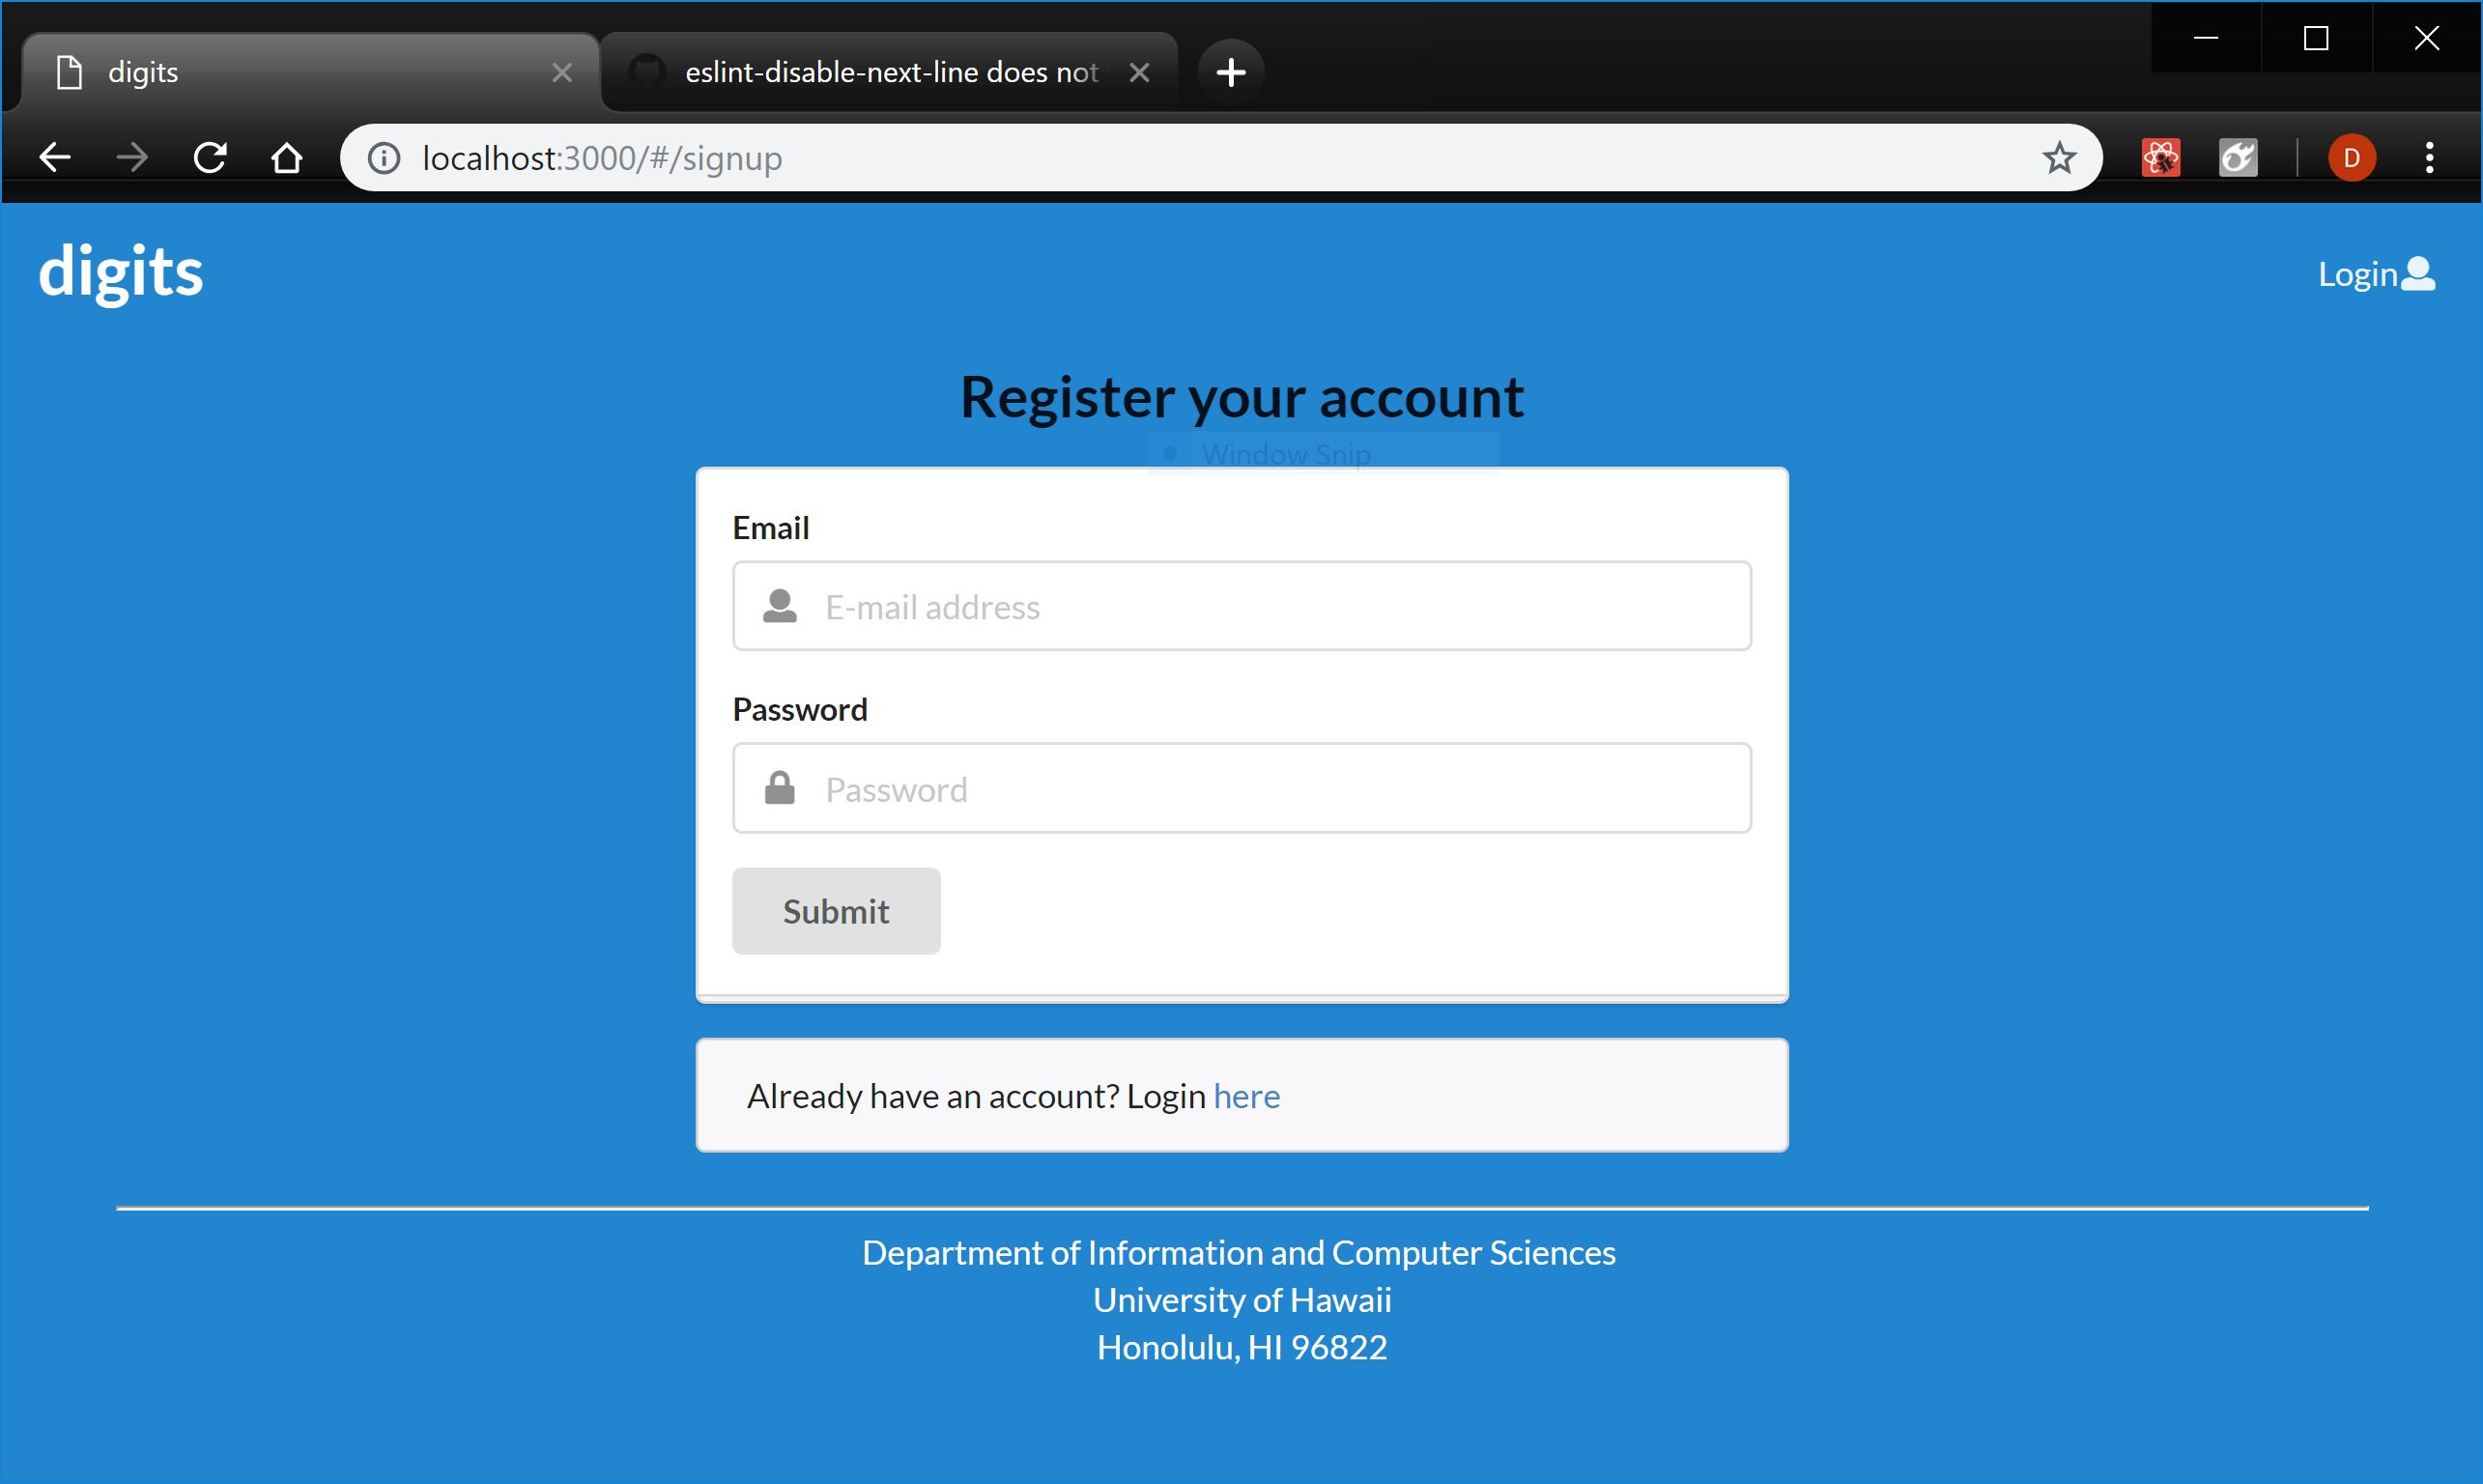 digits
eslint-disable-next-line does not
localhost:3000/#/signup
D
digits
Login
Register your account
Window Snip
Email
E-mail address
Password
Password
Submit
Already have an account? Login here
Department of Information and Computer Sciences
University of Hawaii
Honolulu, HI 96822